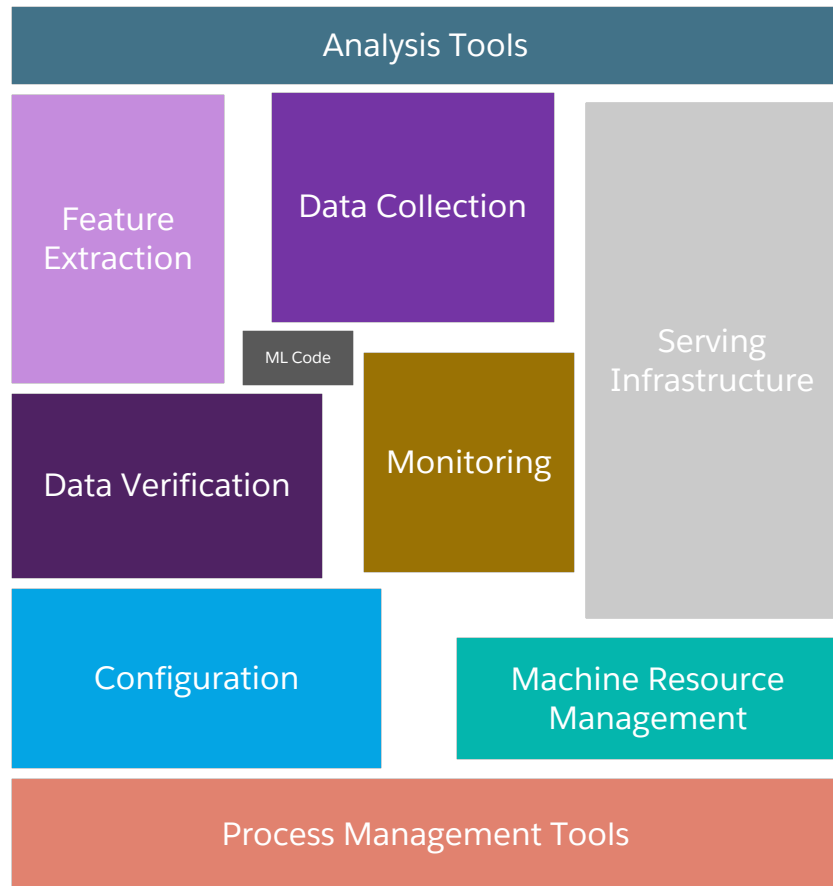 Analysis Tools
Feature
Extraction
Data Collection
Serving
Infrastructure
ML Code
Monitoring
Data Verification
Configuration
Machine Resource
Management
Process Management Tools